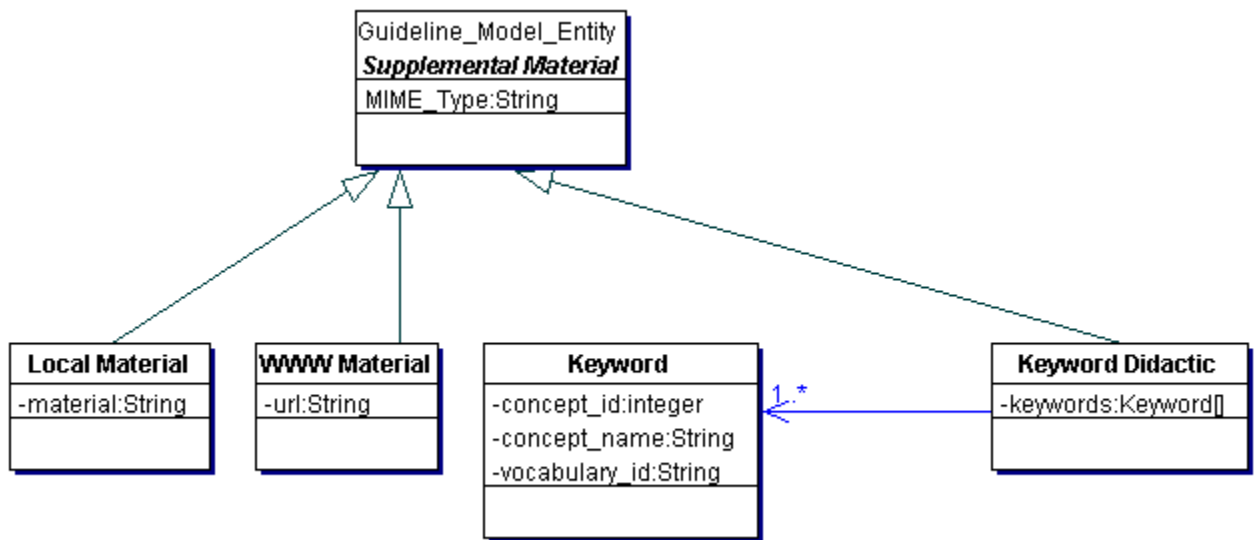 Guideline_Model_Entity
Supplemental Material
MIME_Type:String
Local Material
-material:String
WWW Material
-url:String
Keyword
-concept_id:integer
-concept_name:String
-vocabulary_id:String
1..*
Keyword Didactic
-keywords:Keyword[]